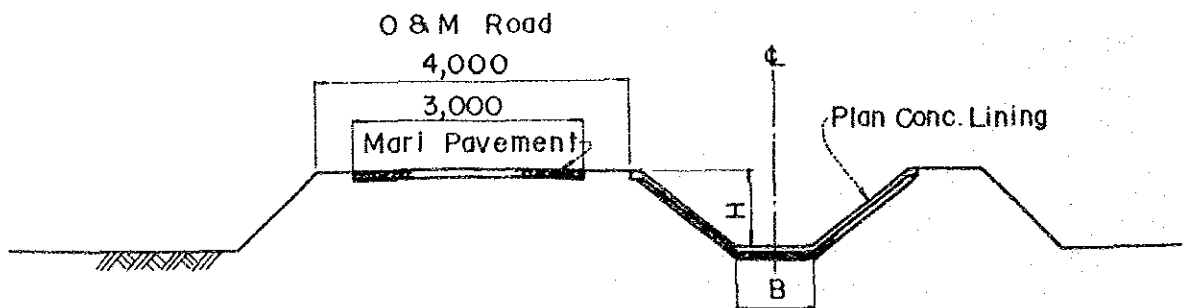 O & M Road
4,000
℄
3,000
Plan Conc. Lining
Marl Pavement
H
B